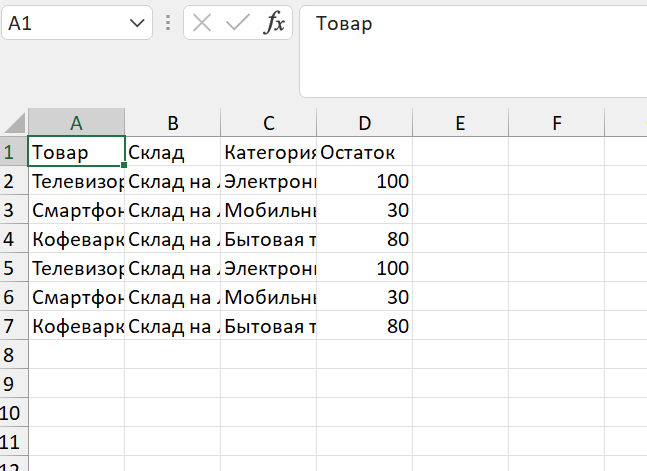 A1 fx Товар
A B C D E F
1 Товар Склад Категория Остаток
2 Телевизор Склад на Электрон 100
3 Смартфон Склад на Мобильн 30
4 Кофеварк Склад на Бытовая т 80
5 Телевизор Склад на Электрон 100
6 Смартфон Склад на Мобильн 30
7 Кофеварк Склад на Бытовая т 80
8
9
10
11
12